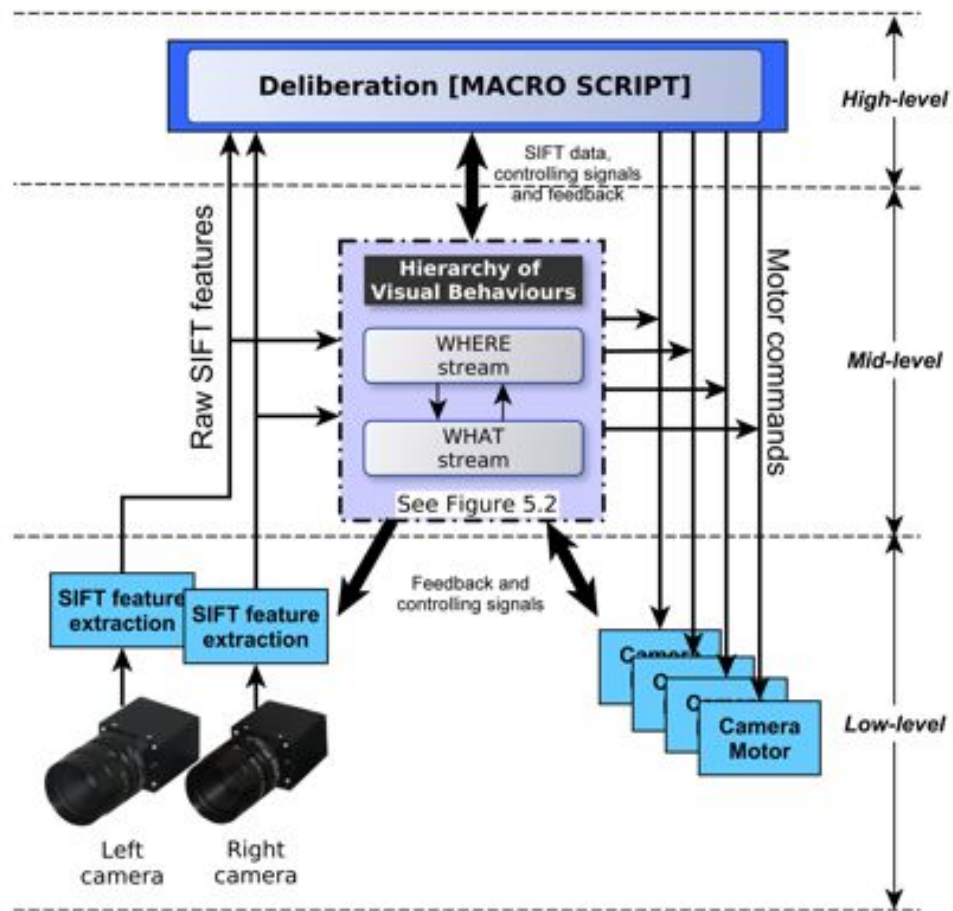 Deliberation [MACRO SCRIPT]
High-level
SIFT data,
controlling signals
and feedback
Raw SIFT features
Hierarchy of
Visual Behaviours
WHERE
stream
WHAT
stream
See Figure 5.2
Motor commands
Mid-level
SIFT feature
extraction
SIFT feature
extraction
Feedback and
controlling signals
Camera
Camera
Motor
Low-level
Left
camera
Right
camera